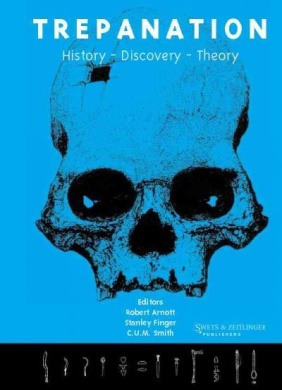 TREPANATION
History - Discovery - Theory
Editors
Robert Arnott
Stanley Finger
C.U.M. Smith
SWETS & ZEITLINGER
PUBLISHERS